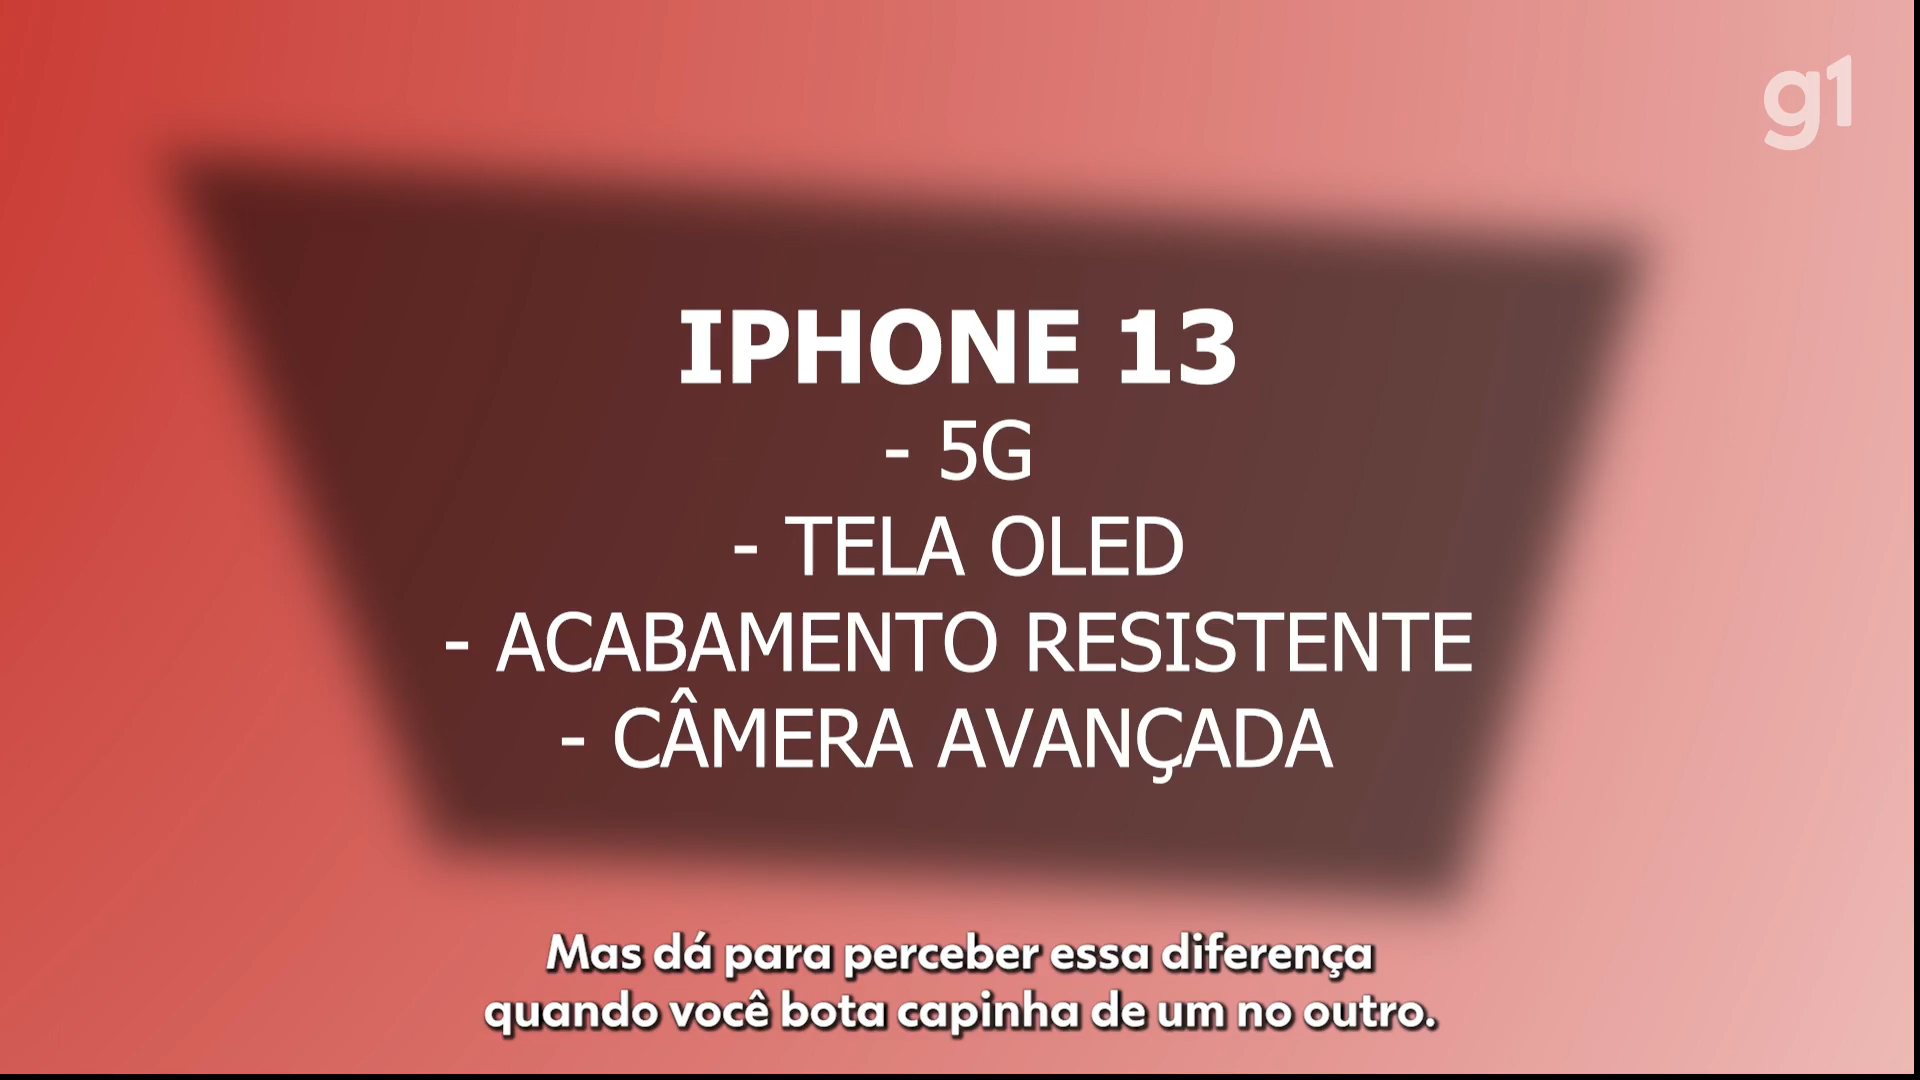 g1
IPHONE 13
- 5G
- TELA OLED
- ACABAMENTO RESISTENTE
- CÂMERA AVANÇADA
Mas dá para perceber essa diferença
quando você bota capinha de um no outro.